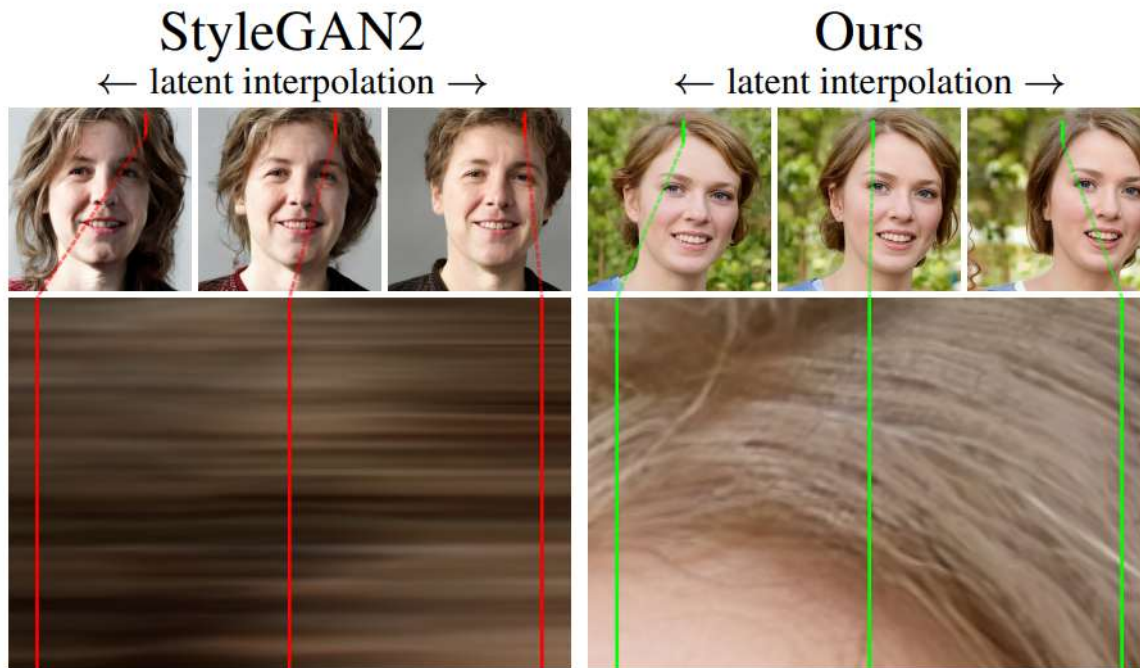 StyleGAN2
← latent interpolation →
Ours
← latent interpolation →